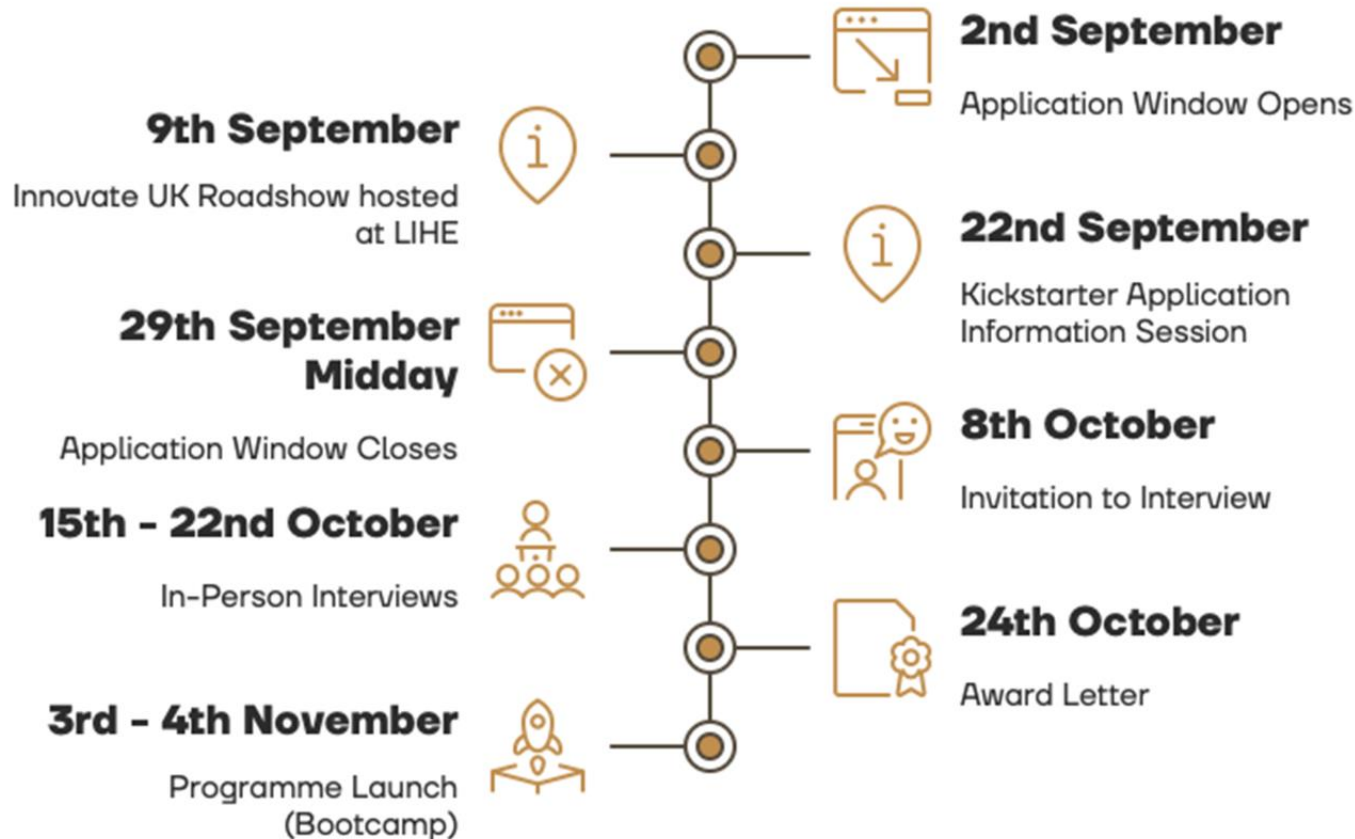 2nd September
Application Window Opens
9th September
Innovate UK Roadshow hosted
at LIHE
22nd September
Kickstarter Application
Information Session
29th September
Midday
Application Window Closes
8th October
Invitation to Interview
15th - 22nd October
In-Person Interviews
24th October
Award Letter
3rd - 4th November
Programme Launch
(Bootcamp)